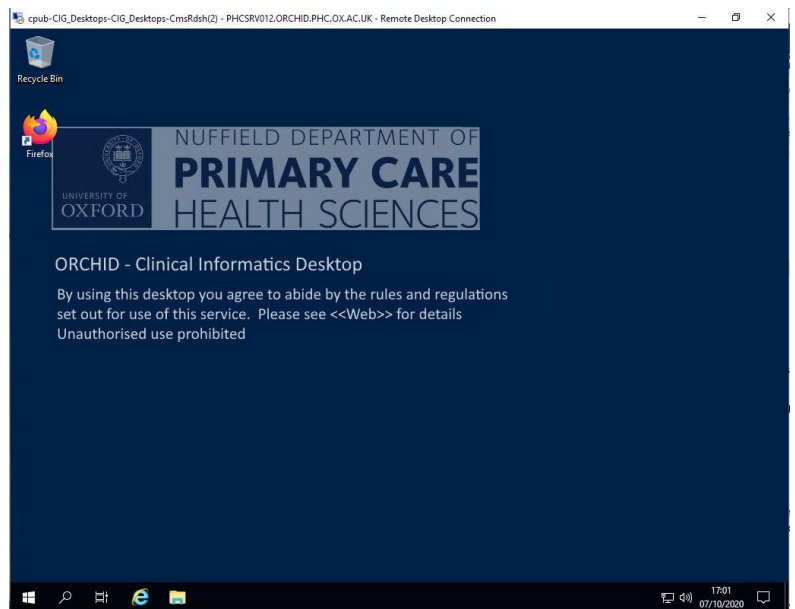 cpub-CIG_Desktops-CIG_Desktops-CmsRdsh(2) - PHCSRV012.ORCHID.PHC.OX.AC.UK - Remote Desktop Connection
Recycle Bin
Firefox
UNIVERSITY OF
OXFORD
NUFFIELD DEPARTMENT OF
PRIMARY CARE
HEALTH SCIENCES
ORCHID - Clinical Informatics Desktop
By using this desktop you agree to abide by the rules and regulations
set out for use of this service.  Please see <<Web>> for details
Unauthorised use prohibited
17:01
07/10/2020